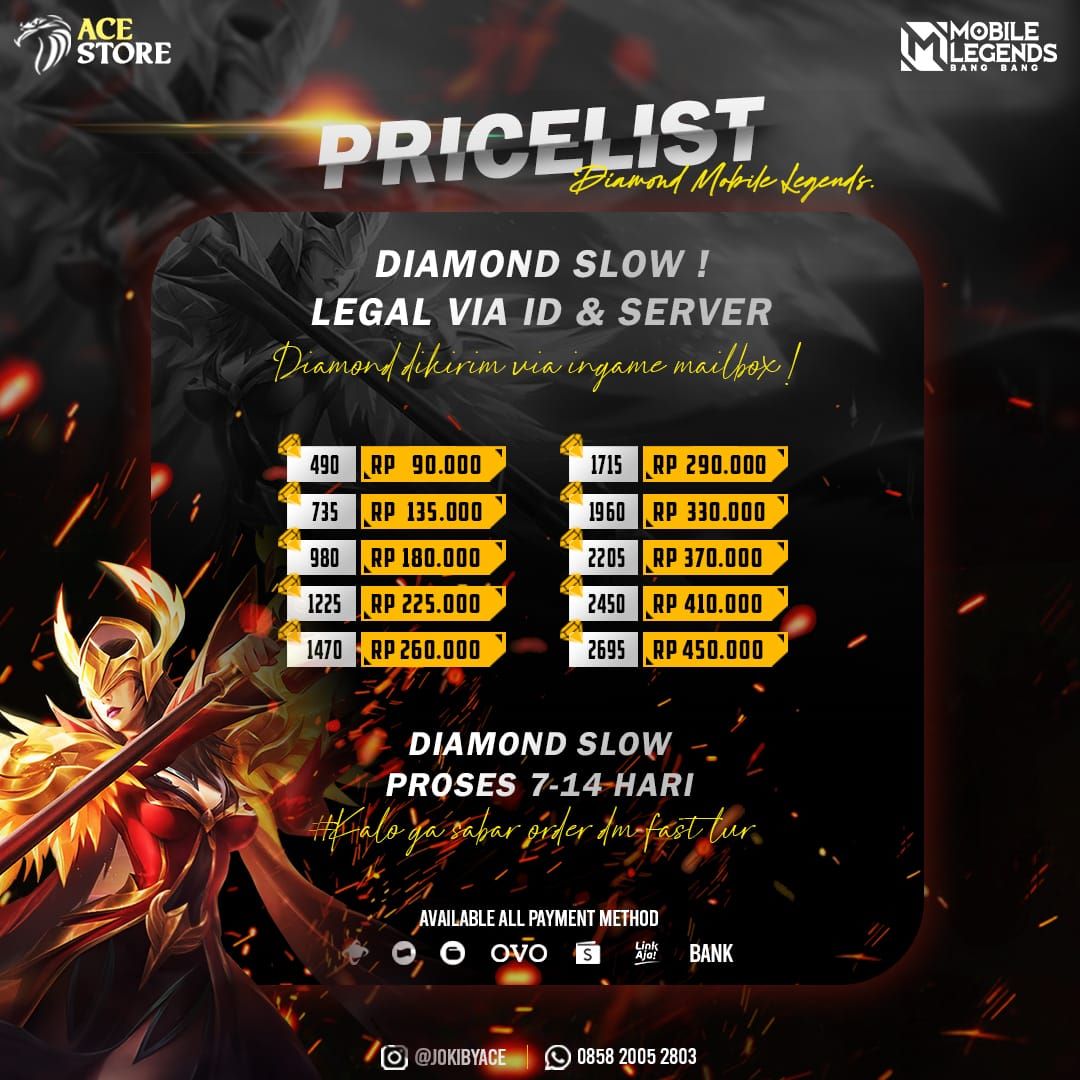 ACE
STORE
MOBILE
LEGENDS
BANG BANG
PRICELIST
Diamond Mobile Legends.
DIAMOND SLOW !
LEGAL VIA ID & SERVER
Diamond dikirim via ingame mailbox !
490 RP 90.000
735 RP 135.000
980 RP 180.000
1225 RP 225.000
1470 RP 260.000
1715 RP 290.000
1960 RP 330.000
2205 RP 370.000
2450 RP 410.000
2695 RP 450.000
DIAMOND SLOW
PROSES 7-14 HARI
#Kalo ga sabar order dm fast tur
AVAILABLE ALL PAYMENT METHOD
OVO S Link Aja! BANK
@JOKIBYACE | 0858 2005 2803